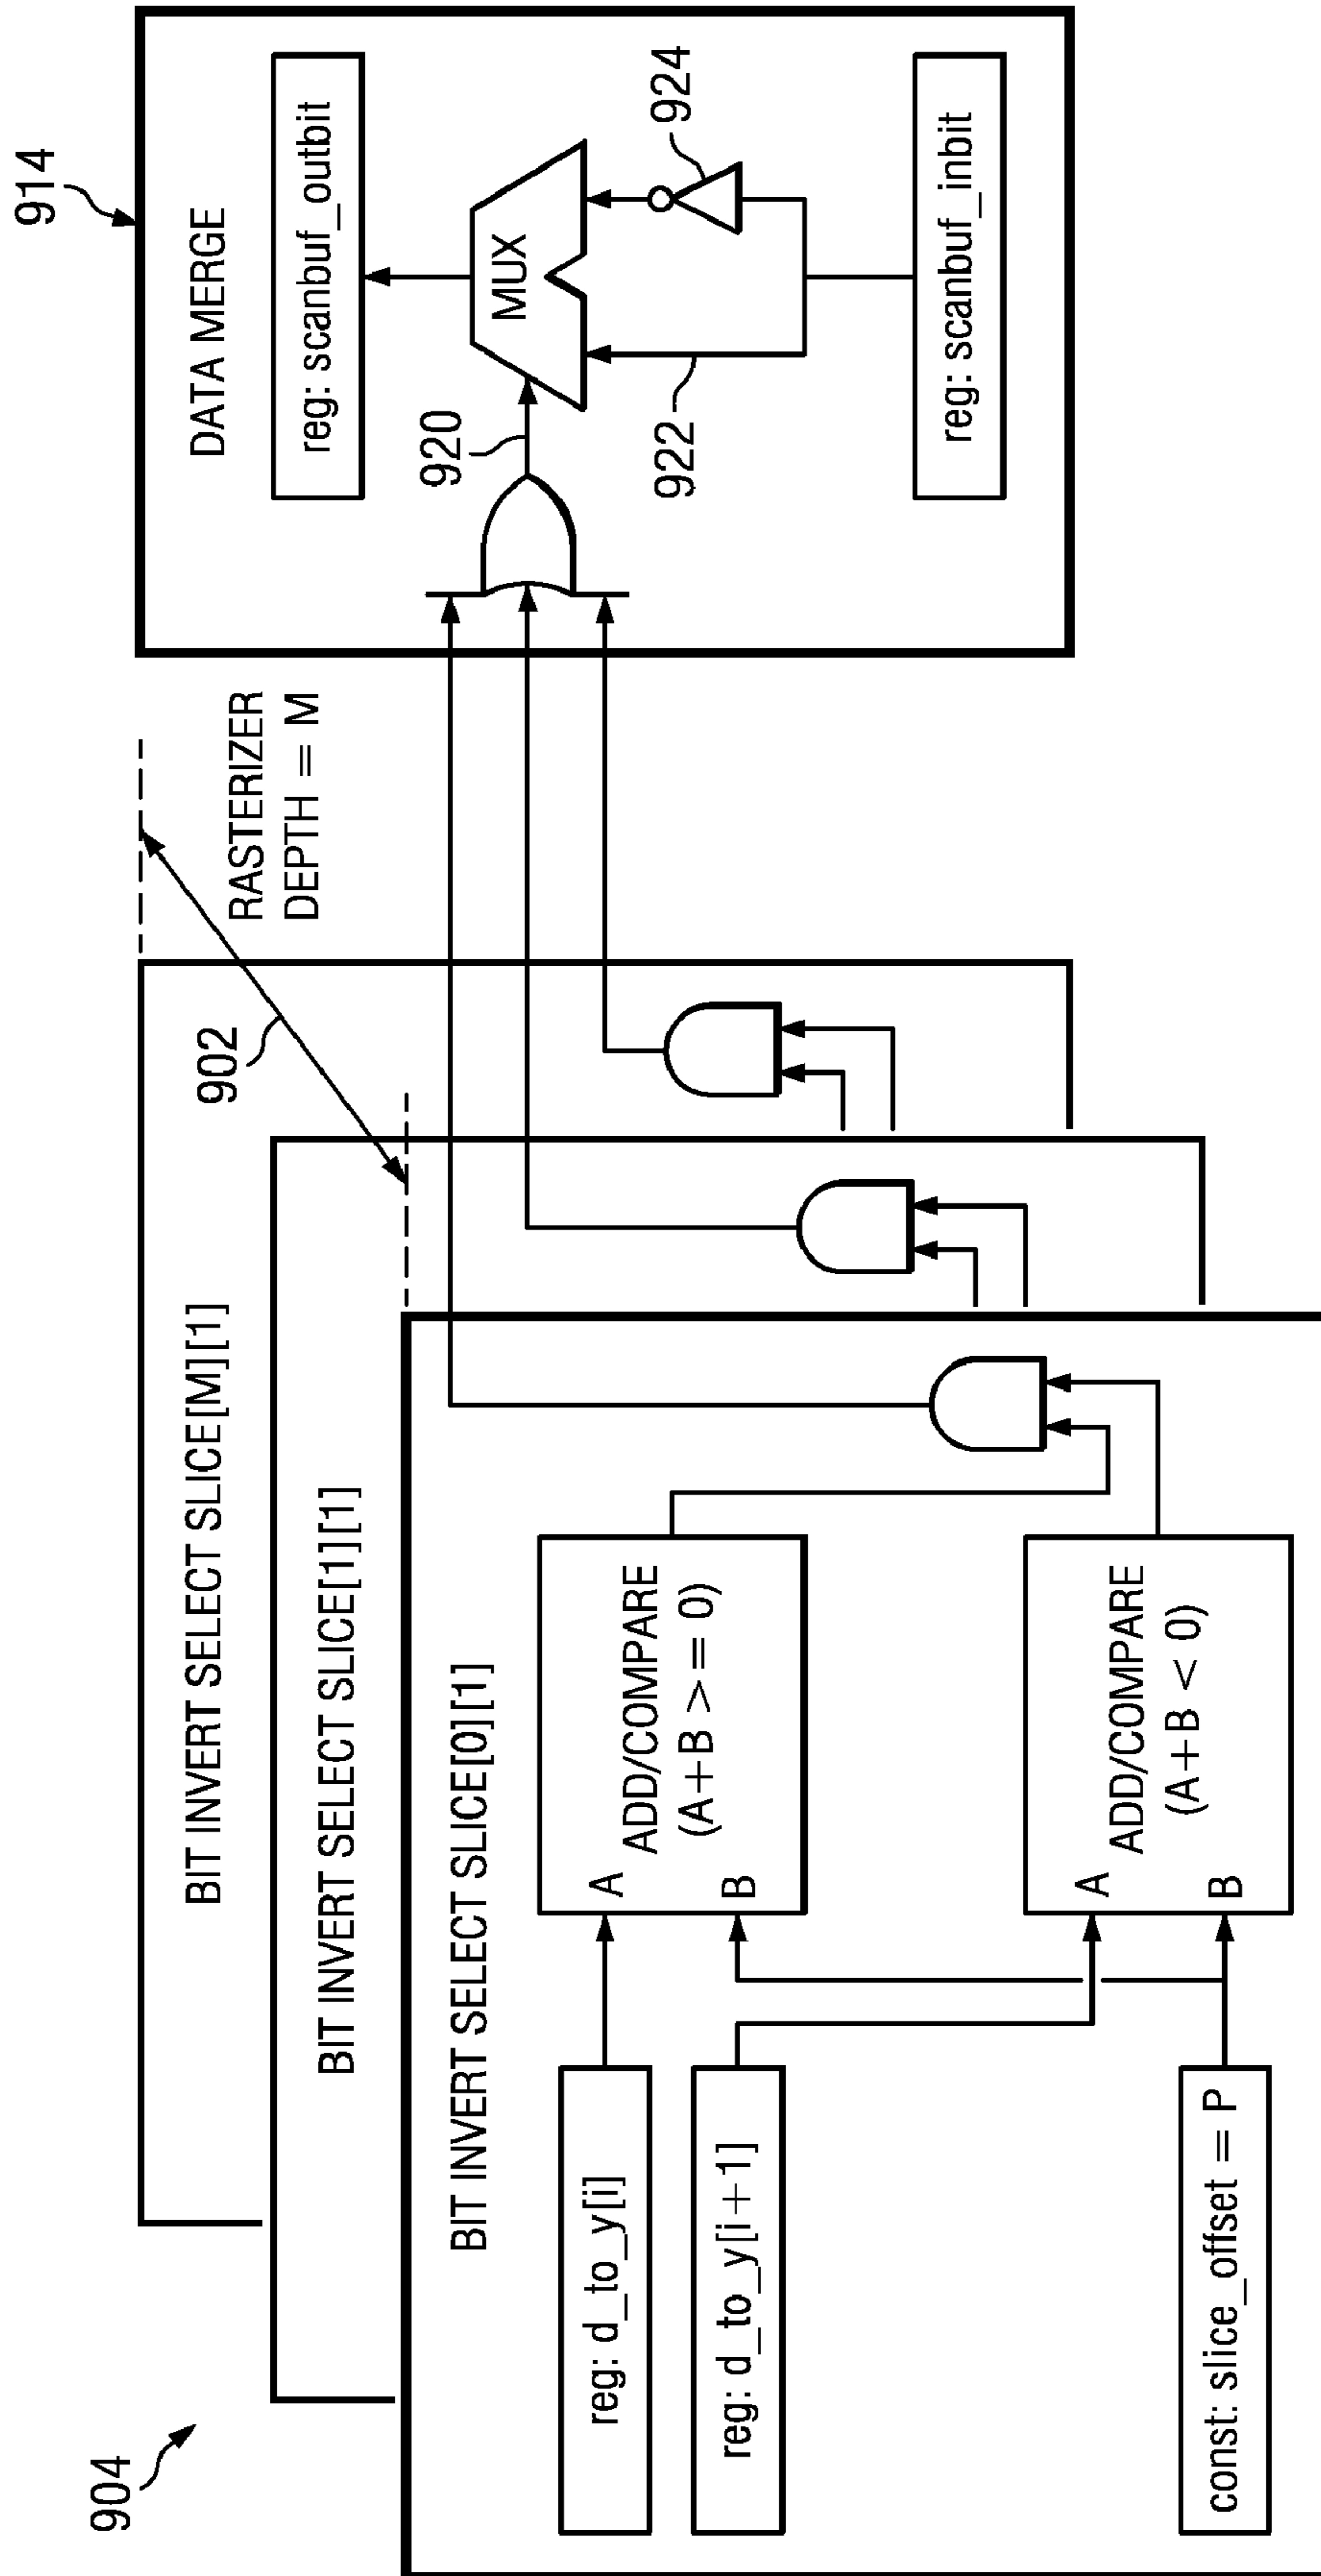 904
BIT INVERT SELECT SLICE[M][1]
902
BIT INVERT SELECT SLICE[1][1]
BIT INVERT SELECT SLICE[0][1]
reg: d_to_y[i]
reg: d_to_y[i+1]
const: slice_offset = P
A
B
ADD/COMPARE
(A+B >= 0)
A
B
ADD/COMPARE
(A+B < 0)
RASTERIZER
DEPTH = M
914
DATA MERGE
reg: scanbuf_outbit
920
MUX
922
924
reg: scanbuf_inbit